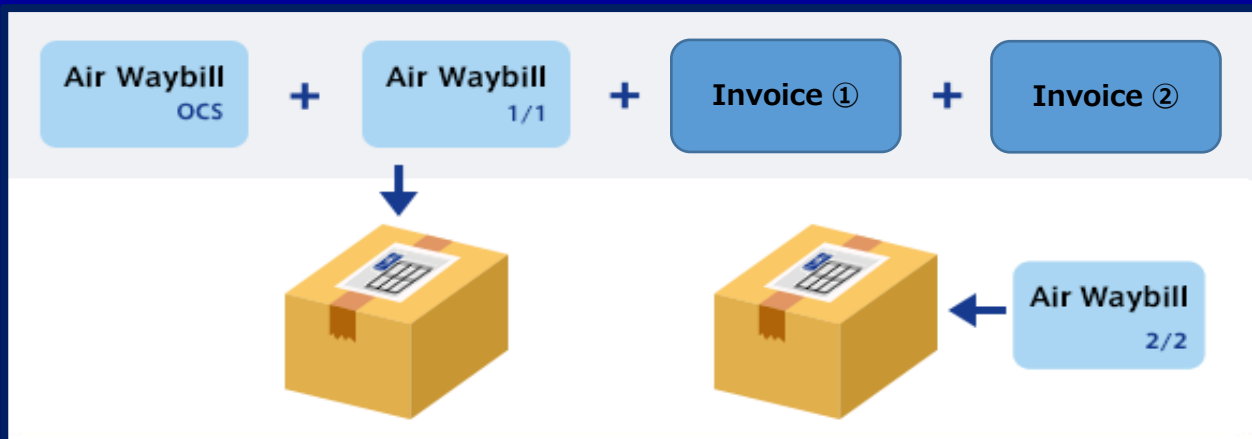 Air Waybill
OCS
+
Air Waybill
1/1
+
Invoice ①
+
Invoice ②
Air Waybill
2/2